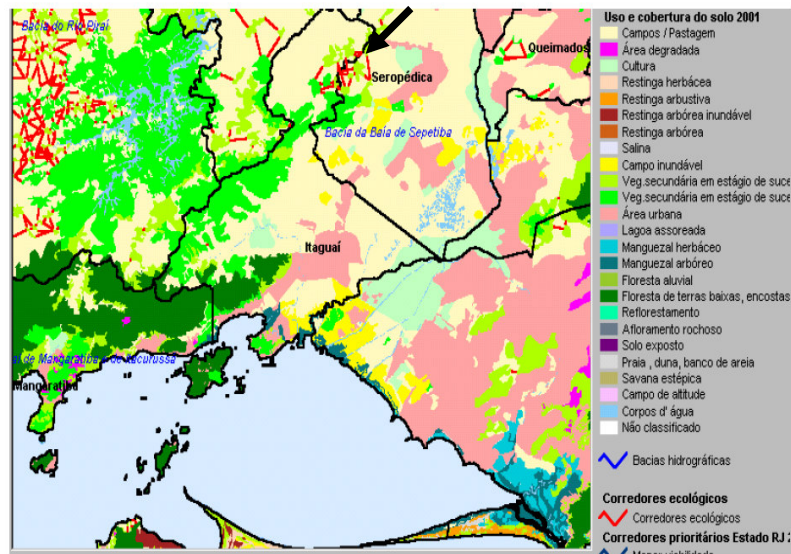 Bacia do Rio Piraí
Queimados
Seropédica
Bacia da Baía de Sepetiba
Itaguaí
al de Mangaratiba e de Itacurussá
Mangaratiba
Uso e cobertura do solo 2001
Campos / Pastagem
Área degradada
Cultura
Restinga herbácea
Restinga arbustiva
Restinga arbórea inundável
Restinga arbórea
Salina
Campo inundável
Veg.secundária em estágio de suce
Veg.secundária em estágio de suce
Área urbana
Lagoa assoreada
Manguezal herbáceo
Manguezal arbóreo
Floresta aluvial
Floresta de terras baixas, encostas
Reflorestamento
Afloramento rochoso
Solo exposto
Praia , duna, banco de areia
Savana estépica
Campo de altitude
Corpos d' água
Não classificado
Bacias hidrográficas
Corredores ecológicos
Corredores ecológicos
Corredores prioritários Estado RJ
Menor viabilidade